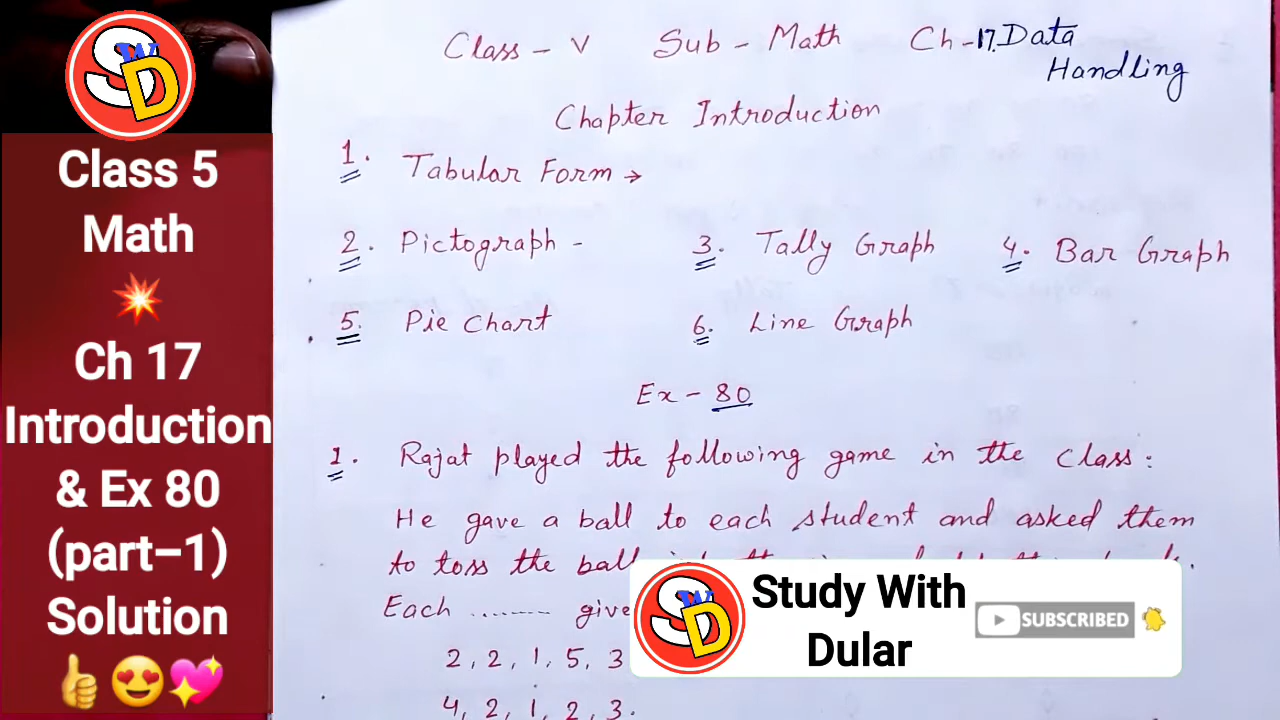 SWD
Class 5
Math
💥
Ch 17
Introduction
& Ex 80
(part–1)
Solution
👍😍💖
Class – V Sub – Math Ch –17. Data
Handling
Chapter Introduction
1. Tabular Form →
2. Pictograph - 3. Tally Graph 4. Bar Graph
5. Pie Chart 6. Line Graph
Ex – 80
1. Rajat played the following game in the class :
He gave a ball to each student and asked them
to toss the ball
Each ........ give
2, 2, 1, 5, 3
4, 2, 1, 2, 3.
SWD
Study With
Dular
SUBSCRIBED